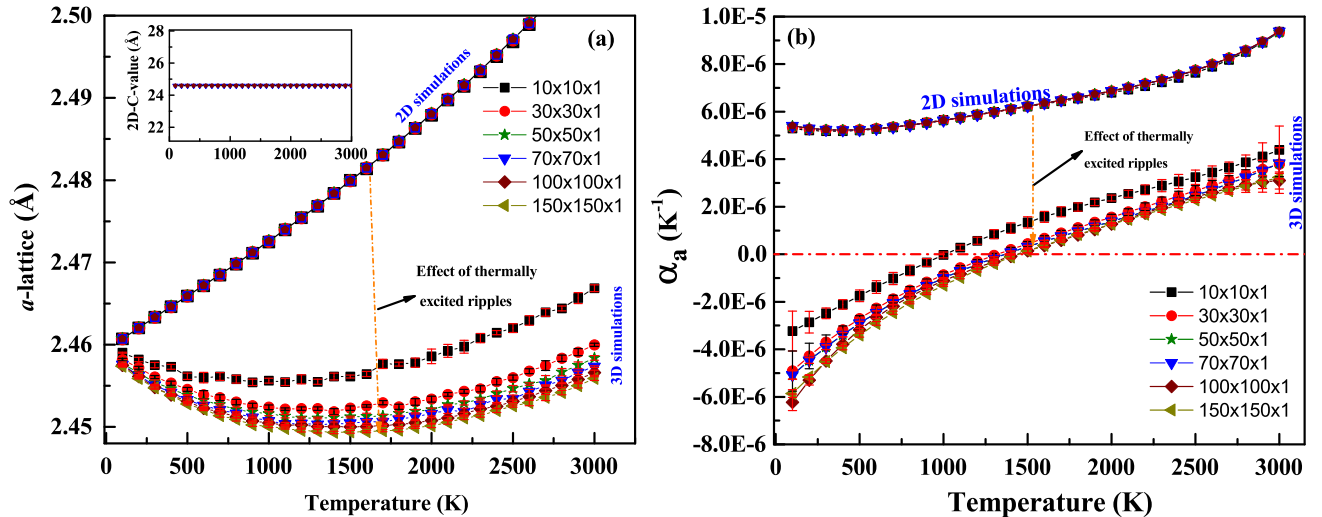 (a)
2.50
2.49
2.48
2.47
2.46
2.45
a-lattice (Å)
0
500
1000
1500
2000
2500
3000
Temperature (K)
28
26
24
22
2D-C-value (Å)
0
1000
2000
3000
2D simulations
10x10x1
30x30x1
50x50x1
70x70x1
100x100x1
150x150x1
Effect of thermally
excited ripples
3D simulations
(b)
1.0E-5
8.0E-6
6.0E-6
4.0E-6
2.0E-6
0.0
-2.0E-6
-4.0E-6
-6.0E-6
-8.0E-6
αa (K-1)
0
500
1000
1500
2000
2500
3000
Temperature (K)
2D simulations
Effect of thermally
excited ripples
3D simulations
10x10x1
30x30x1
50x50x1
70x70x1
100x100x1
150x150x1